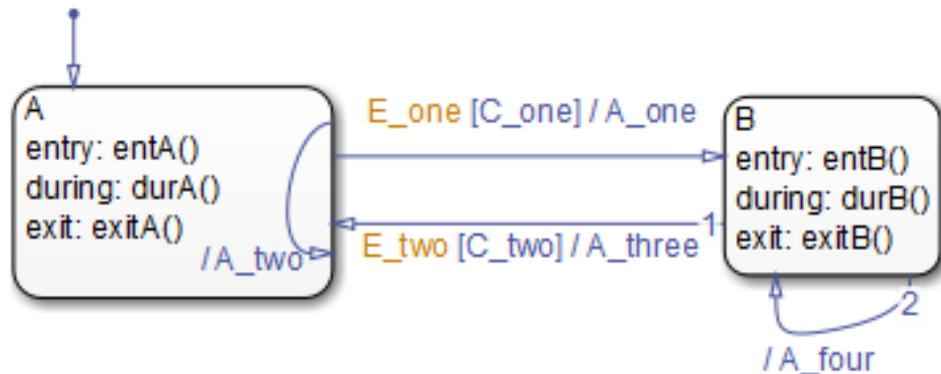 A
entry: entA()
during: durA()
exit: exitA()
/ A_two
E_one [C_one] / A_one
E_two [C_two] / A_three
1
B
entry: entB()
during: durB()
exit: exitB()
2
/ A_four